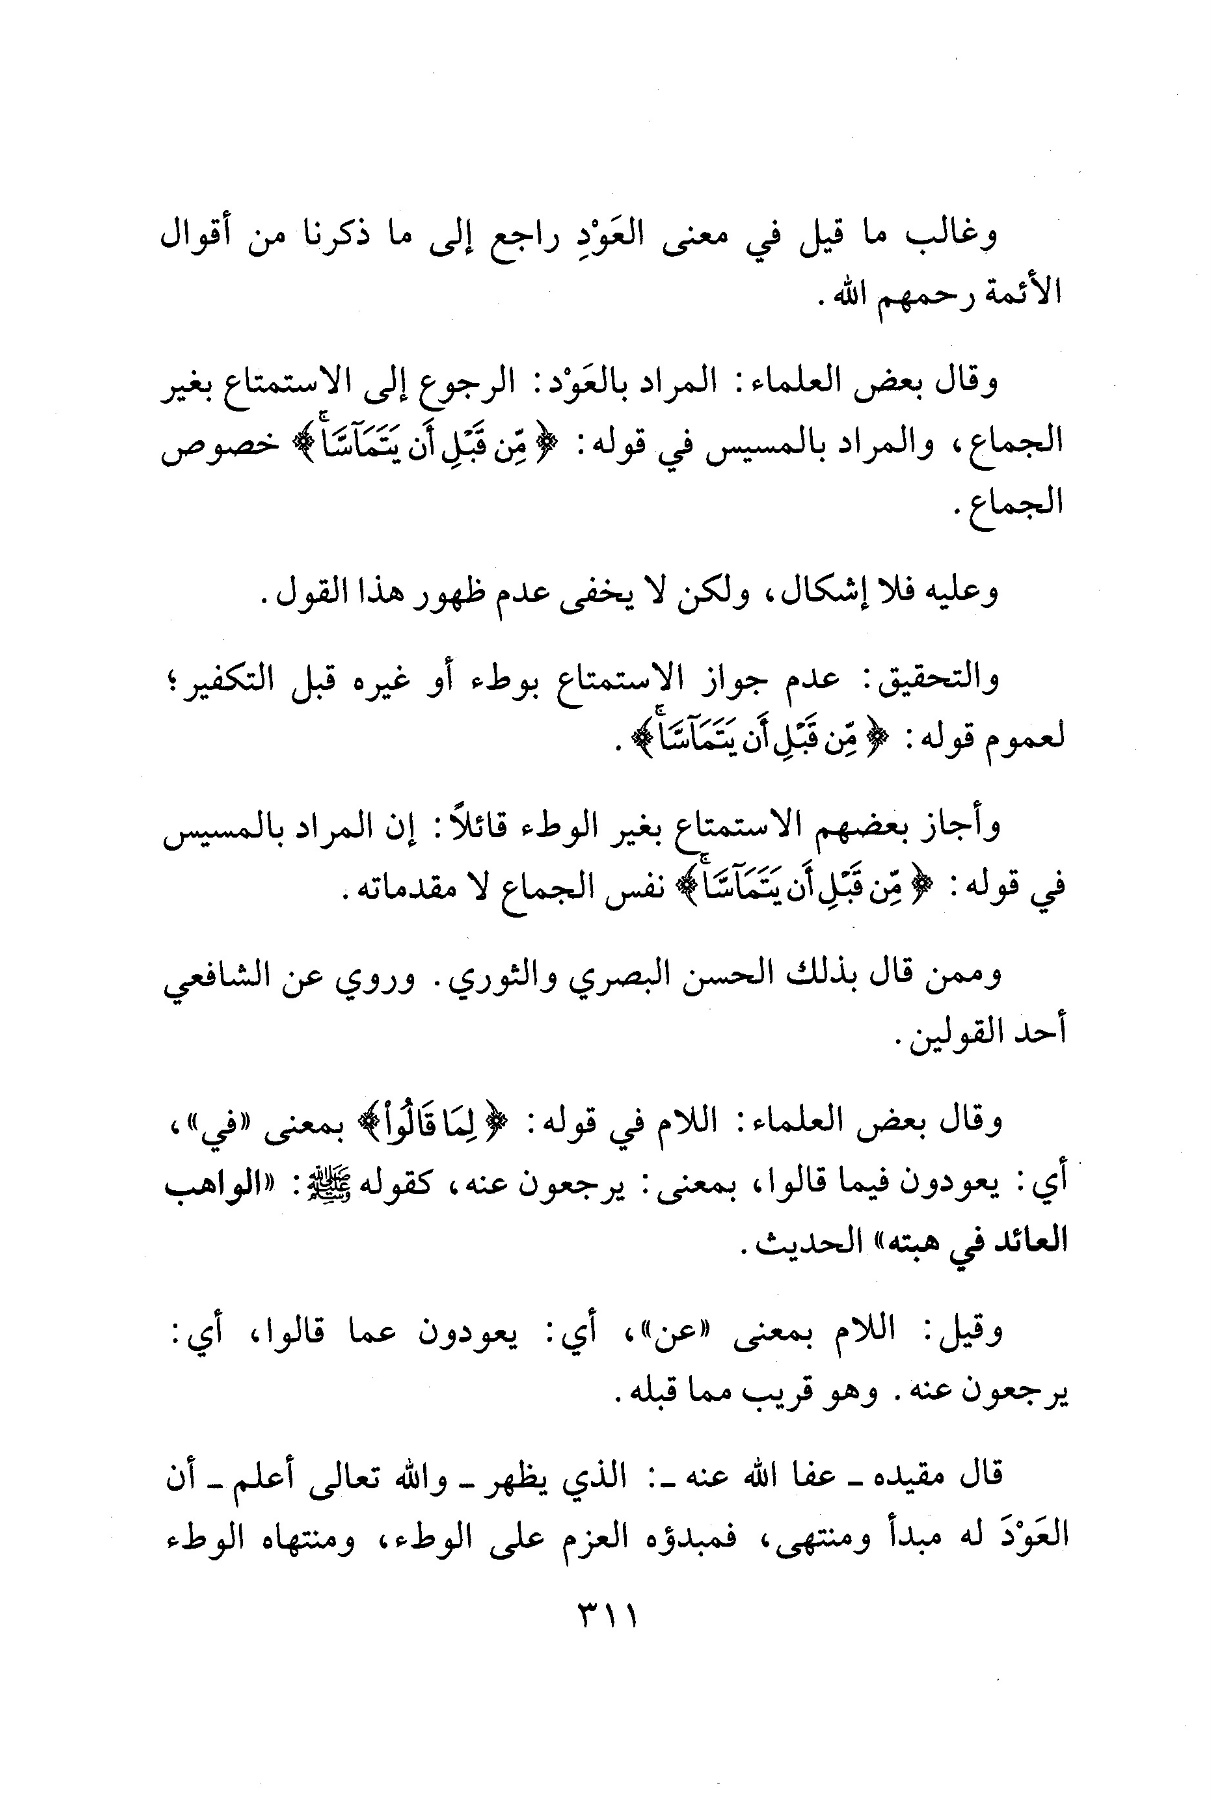 وغالب ما قيل في معنى العَوْدِ راجع إلى ما ذكرنا من أقوال
الأئمة رحمهم الله.
وقال بعض العلماء: المراد بالعَوْد: الرجوع إلى الاستمتاع بغير
الجماع، والمراد بالمسيس في قوله: ﴿مِّن قَبْلِ أَن يَتَمَآسَّاۚ﴾ خصوص
الجماع.
وعليه فلا إشكال، ولكن لا يخفى عدم ظهور هذا القول.
والتحقيق: عدم جواز الاستمتاع بوطء أو غيره قبل التكفير؛
لعموم قوله: ﴿مِّن قَبْلِ أَن يَتَمَآسَّاۚ﴾.
وأجاز بعضهم الاستمتاع بغير الوطء قائلاً: إن المراد بالمسيس
في قوله: ﴿مِّن قَبْلِ أَن يَتَمَآسَّاۚ﴾ نفس الجماع لا مقدماته.
وممن قال بذلك الحسن البصري والثوري. وروي عن الشافعي
أحد القولين.
وقال بعض العلماء: اللام في قوله: ﴿لِمَا قَالُواْ﴾ بمعنى «في»،
أي: يعودون فيما قالوا، بمعنى: يرجعون عنه، كقوله ﷺ: «الواهب
العائد في هبته» الحديث.
وقيل: اللام بمعنى «عن»، أي: يعودون عما قالوا، أي:
يرجعون عنه. وهو قريب مما قبله.
قال مقيده ـ عفا الله عنه ـ: الذي يظهر ـ والله تعالى أعلم ـ أن
العَوْدَ له مبدأ ومنتهى، فمبدؤه العزم على الوطء، ومنتهاه الوطء
٣١١